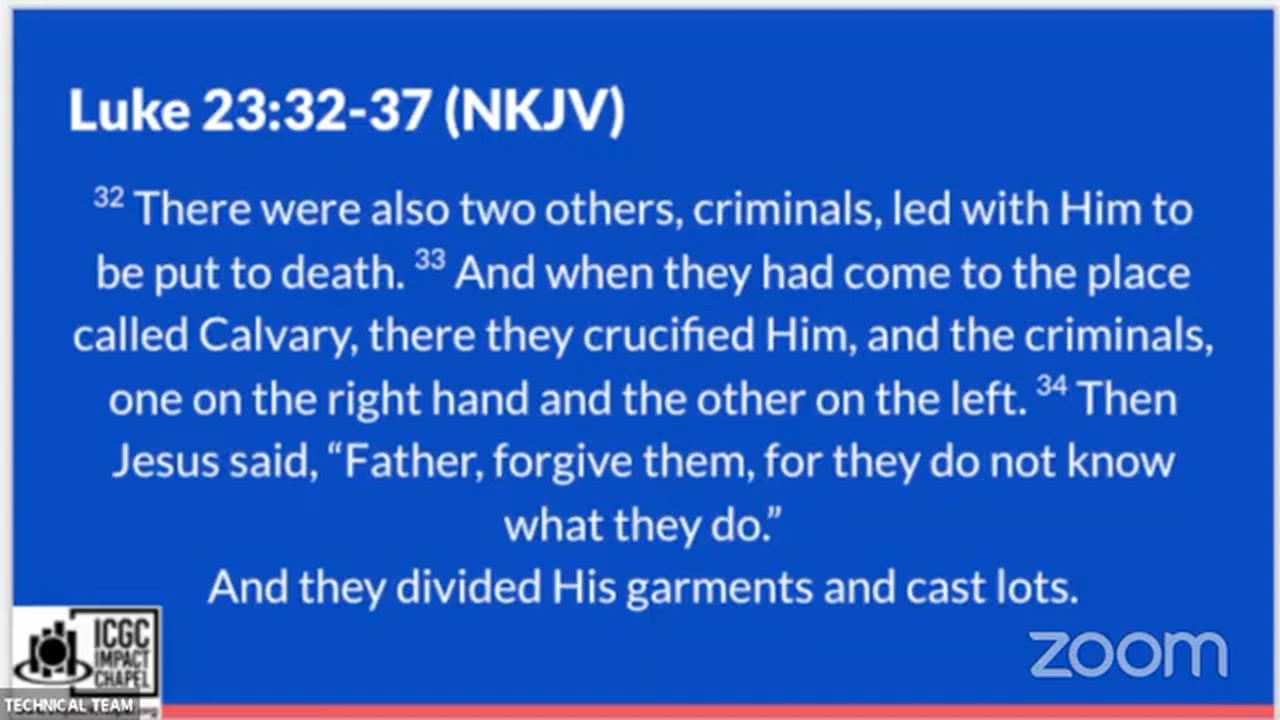 Luke 23:32-37 (NKJV)
32 There were also two others, criminals, led with Him to
be put to death. 33 And when they had come to the place
called Calvary, there they crucified Him, and the criminals,
one on the right hand and the other on the left. 34 Then
Jesus said, “Father, forgive them, for they do not know
what they do.”
And they divided His garments and cast lots.
ICGC
IMPACT
CHAPEL
zoom
TECHNICAL TEAM